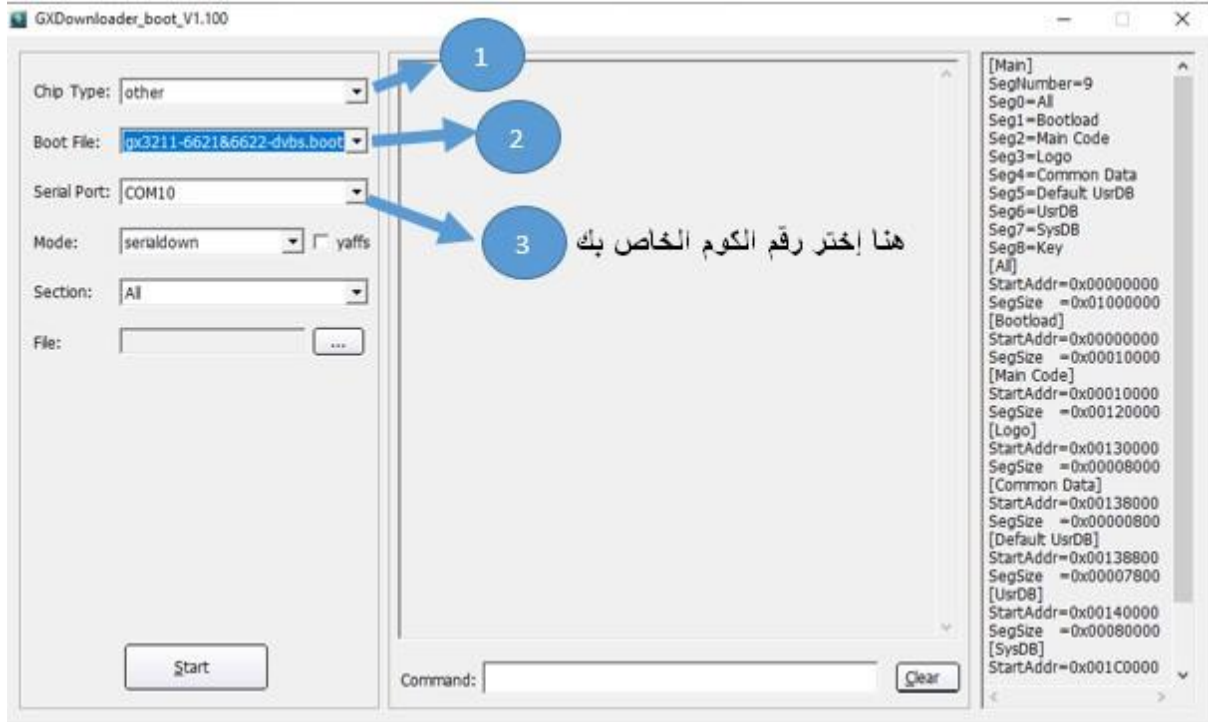 GXDownloader_boot_V1.100
Chip Type: other
Boot File: gx3211-6621&6622-dvbs.boot
Serial Port: COM10
Mode: serialdown yaffs
Section: All
File: ...
Start
1
2
3 هنا إختر رقم الكوم الخاص بك
Command: Clear
[Main]
SegNumber=9
Seg0=All
Seg1=Bootload
Seg2=Main Code
Seg3=Logo
Seg4=Common Data
Seg5=Default UsrDB
Seg6=UsrDB
Seg7=SysDB
Seg8=Key
[All]
StartAddr=0x00000000
SegSize =0x01000000
[Bootload]
StartAddr=0x00000000
SegSize =0x00010000
[Main Code]
StartAddr=0x00010000
SegSize =0x00120000
[Logo]
StartAddr=0x00130000
SegSize =0x00008000
[Common Data]
StartAddr=0x00138000
SegSize =0x00000800
[Default UsrDB]
StartAddr=0x00138800
SegSize =0x00007800
[UsrDB]
StartAddr=0x00140000
SegSize =0x00080000
[SysDB]
StartAddr=0x001C0000